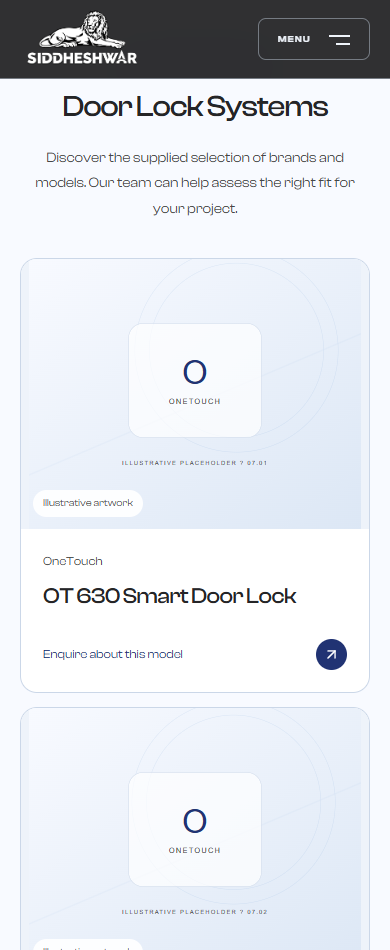 SIDDHESHWAR
MENU
Door Lock Systems
Discover the supplied selection of brands and
models. Our team can help assess the right fit for
your project.
O
ONETOUCH
ILLUSTRATIVE PLACEHOLDER ? 07.01
Illustrative artwork
OneTouch
OT 630 Smart Door Lock
Enquire about this model
O
ONETOUCH
ILLUSTRATIVE PLACEHOLDER ? 07.02